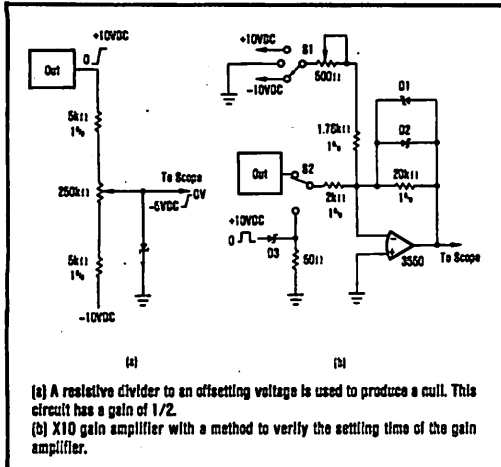 +10VDC
0
Out
5kΩ
1%
250kΩ
To Scope
-5VDC
0V
5kΩ
1%
-10VDC
(a)
+10VDC
S1
-10VDC
500Ω
D1
1.75kΩ
1%
D2
Out
S2
20kΩ
1%
2kΩ
1%
+10VDC
0
D3
50Ω
3550
To Scope
(b)
(a) A resistive divider to an offsetting voltage is used to produce a null. This
circuit has a gain of 1/2.
(b) X10 gain amplifier with a method to verify the settling time of the gain
amplifier.